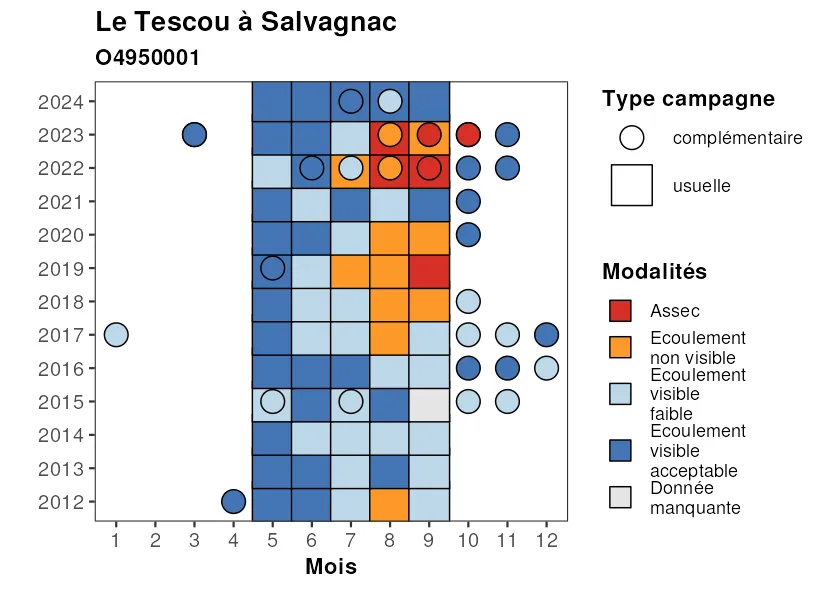 Le Tescou à Salvagnac
O4950001
2024
2023
2022
2021
2020
2019
2018
2017
2016
2015
2014
2013
2012
1 2 3 4 5 6 7 8 9 10 11 12
Mois
Type campagne
complémentaire
usuelle
Modalités
Assec
Ecoulement
non visible
Ecoulement
visible
faible
Ecoulement
visible
acceptable
Donnée
manquante